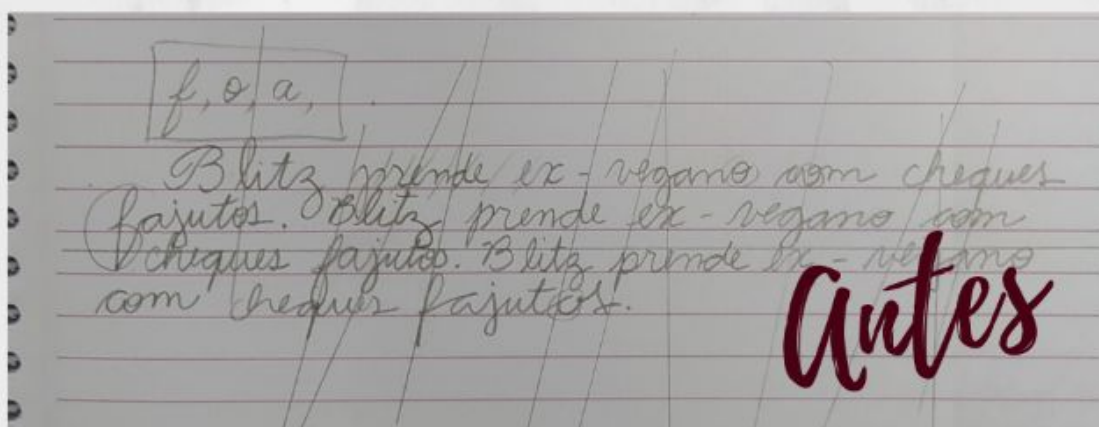 f, o, a,
Blitz prende ex-vegano com cheques
fajutos. Blitz prende ex-vegano com
cheques fajutos. Blitz prende ex-vegano
com cheques fajutos.
antes